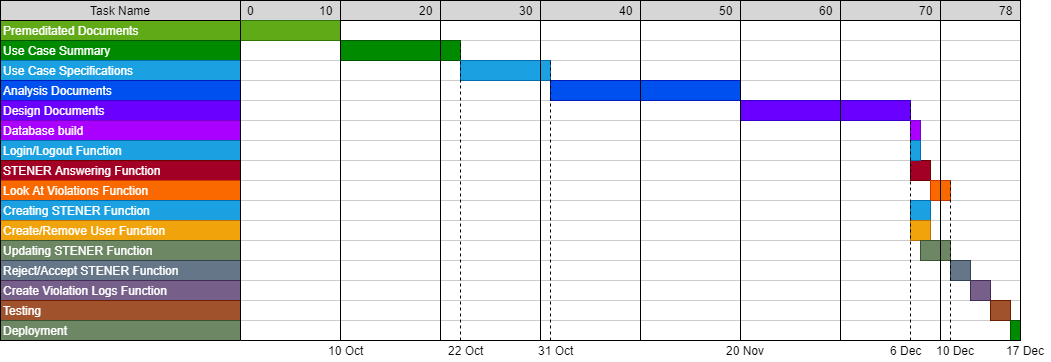 Task Name 0 10 20 30 40 50 60 70 78
Premeditated Documents
Use Case Summary
Use Case Specifications
Analysis Documents
Design Documents
Database build
Login/Logout Function
STENER Answering Function
Look At Violations Function
Creating STENER Function
Create/Remove User Function
Updating STENER Function
Reject/Accept STENER Function
Create Violation Logs Function
Testing
Deployment
10 Oct 22 Oct 31 Oct 20 Nov 6 Dec 10 Dec 17 Dec